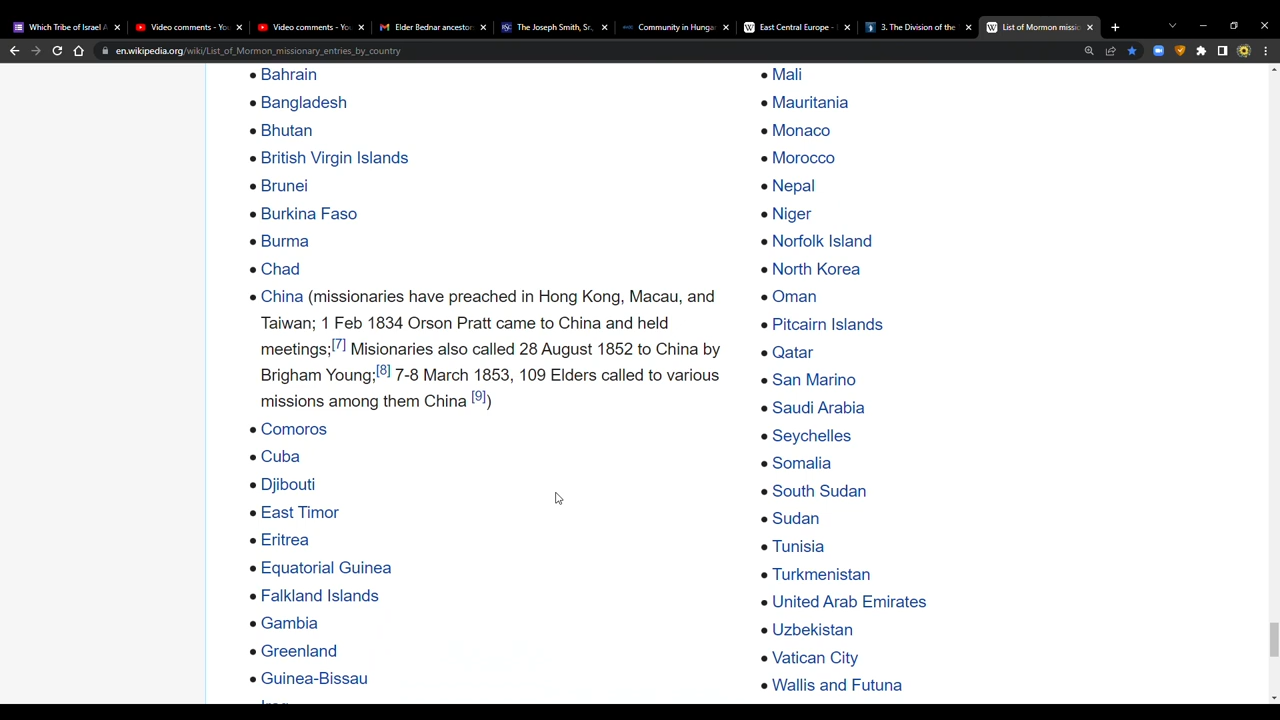 Which Tribe of Israel A
Video comments - Yo
Video comments - Yo
Elder Bednar ancestor
The Joseph Smith, Sr.,
Community in Hunga
East Central Europe -
3. The Division of the
List of Mormon missi
en.wikipedia.org/wiki/List_of_Mormon_missionary_entries_by_country
Bahrain
Bangladesh
Bhutan
British Virgin Islands
Brunei
Burkina Faso
Burma
Chad
China (missionaries have preached in Hong Kong, Macau, and
Taiwan; 1 Feb 1834 Orson Pratt came to China and held
meetings;[7] Misionaries also called 28 August 1852 to China by
Brigham Young;[8] 7-8 March 1853, 109 Elders called to various
missions among them China [9])
Comoros
Cuba
Djibouti
East Timor
Eritrea
Equatorial Guinea
Falkland Islands
Gambia
Greenland
Guinea-Bissau
Iraq
Mali
Mauritania
Monaco
Morocco
Nepal
Niger
Norfolk Island
North Korea
Oman
Pitcairn Islands
Qatar
San Marino
Saudi Arabia
Seychelles
Somalia
South Sudan
Sudan
Tunisia
Turkmenistan
United Arab Emirates
Uzbekistan
Vatican City
Wallis and Futuna